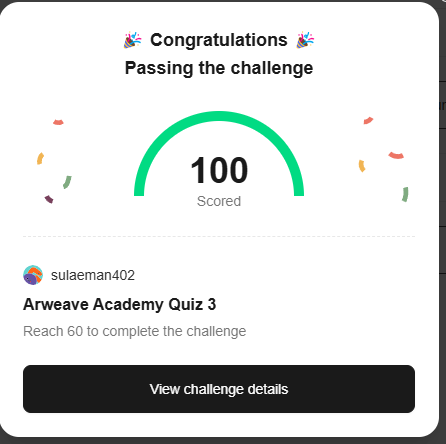 🎉 Congratulations 🎉
Passing the challenge
100
Scored
sulaeman402
Arweave Academy Quiz 3
Reach 60 to complete the challenge
View challenge details